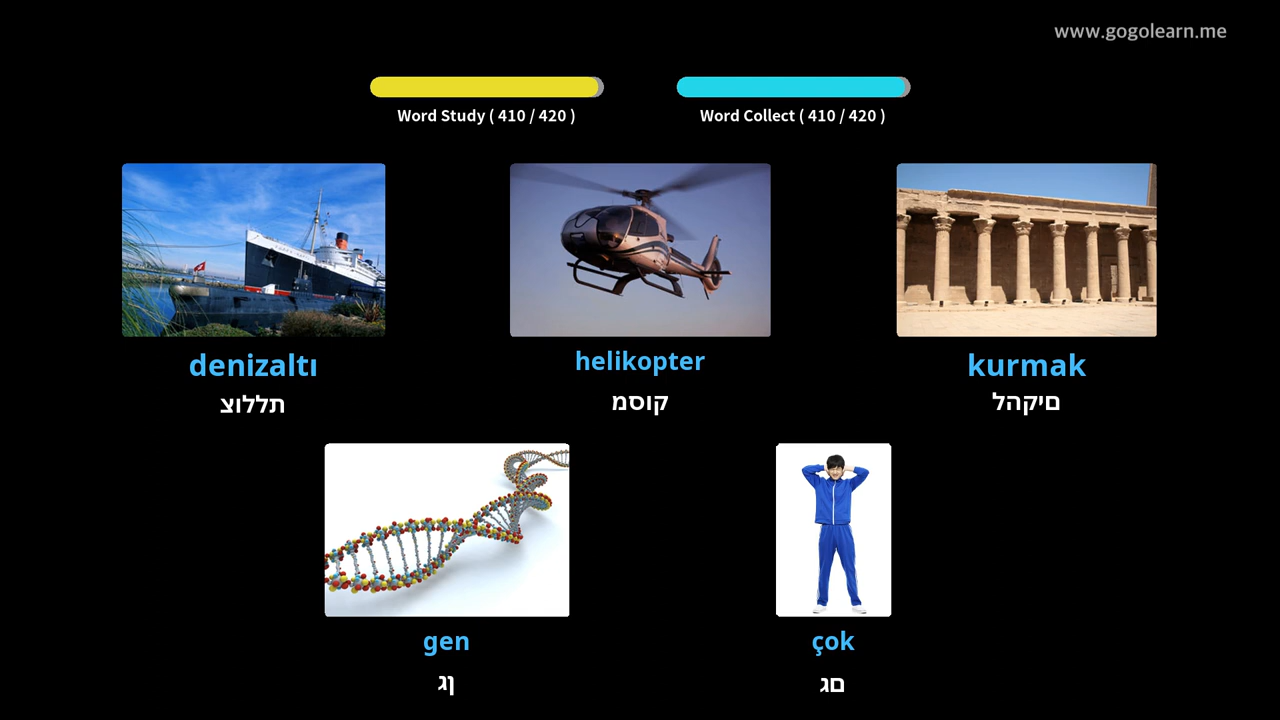 www.gogolearn.me
Word Study ( 410 / 420 )
Word Collect ( 410 / 420 )
denizaltı
תללוצ
helikopter
קוסמ
kurmak
םיקהל
gen
ןג
çok
םג